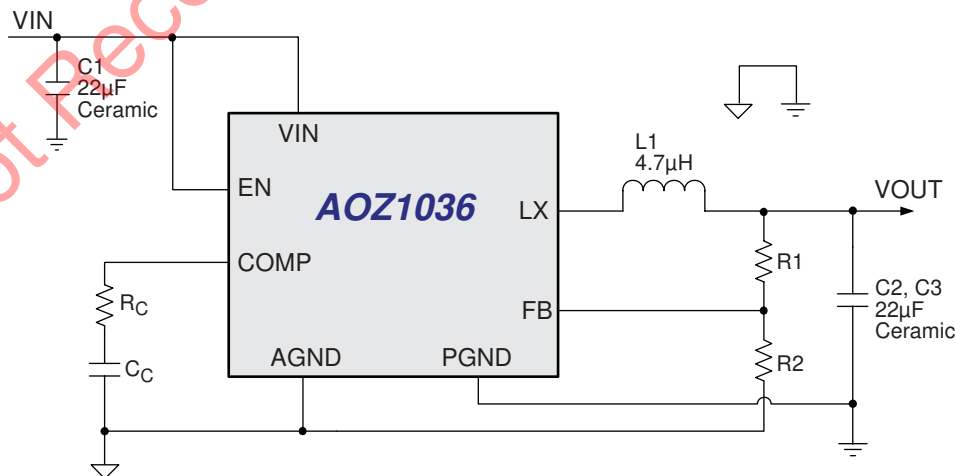 VIN
C1
22µF
Ceramic
VIN
EN
AOZ1036
LX
COMP
FB
AGND
PGND
L1
4.7µH
VOUT
R1
C2, C3
22µF
Ceramic
R2
RC
CC